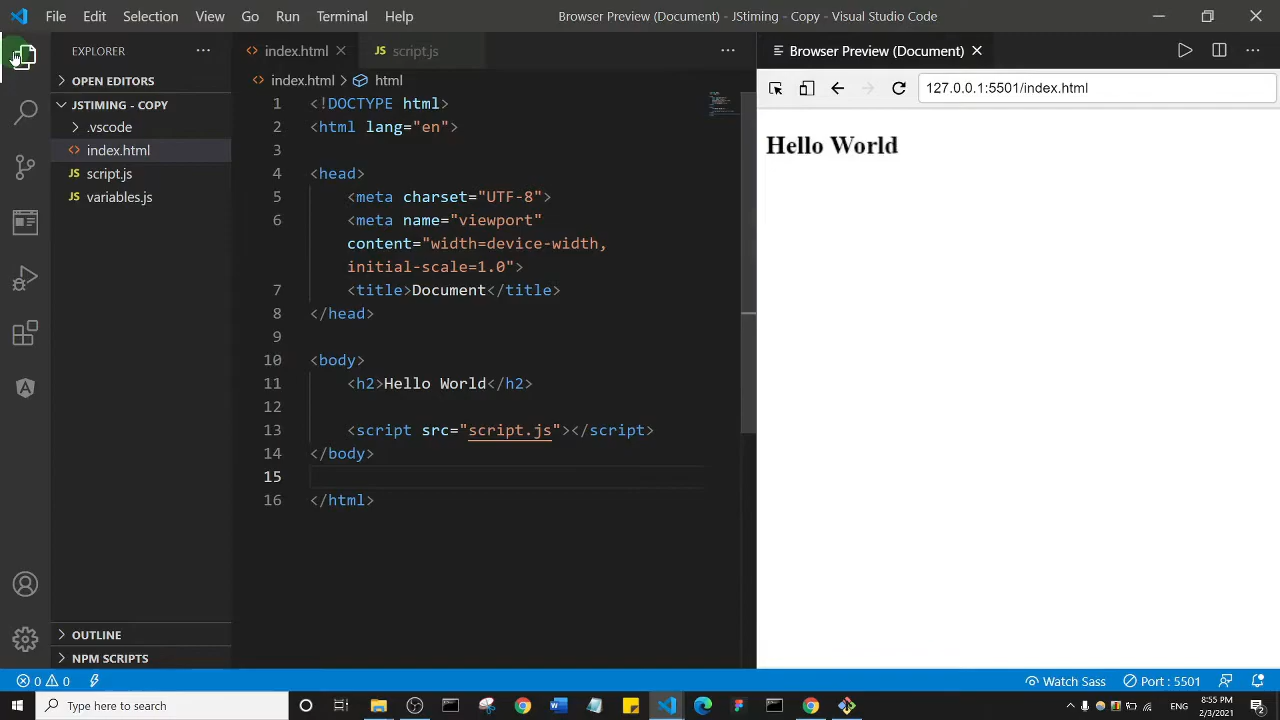 File Edit Selection View Go Run Terminal Help
Browser Preview (Document) - JStiming - Copy - Visual Studio Code
EXPLORER
OPEN EDITORS
JSTIMING - COPY
.vscode
index.html
JS script.js
JS variables.js
OUTLINE
NPM SCRIPTS
index.html
JS script.js
index.html > html
1 <!DOCTYPE html>
2 <html lang="en">
3
4 <head>
5 <meta charset="UTF-8">
6 <meta name="viewport"
content="width=device-width,
initial-scale=1.0">
7 <title>Document</title>
8 </head>
9
10 <body>
11 <h2>Hello World</h2>
12
13 <script src="script.js"></script>
14 </body>
15
16 </html>
Browser Preview (Document)
127.0.0.1:5501/index.html
Hello World
0 0
Watch Sass
Port : 5501
Type here to search
ENG
8:55 PM
2/3/2021